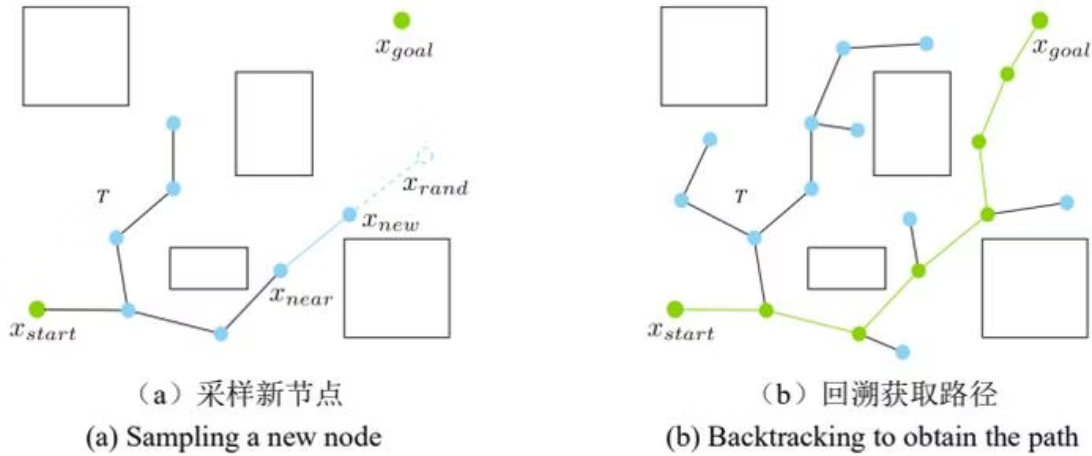 x_goal
x_rand
T
x_new
x_near
x_start
（a）采样新节点
(a) Sampling a new node
x_goal
T
x_start
（b）回溯获取路径
(b) Backtracking to obtain the path